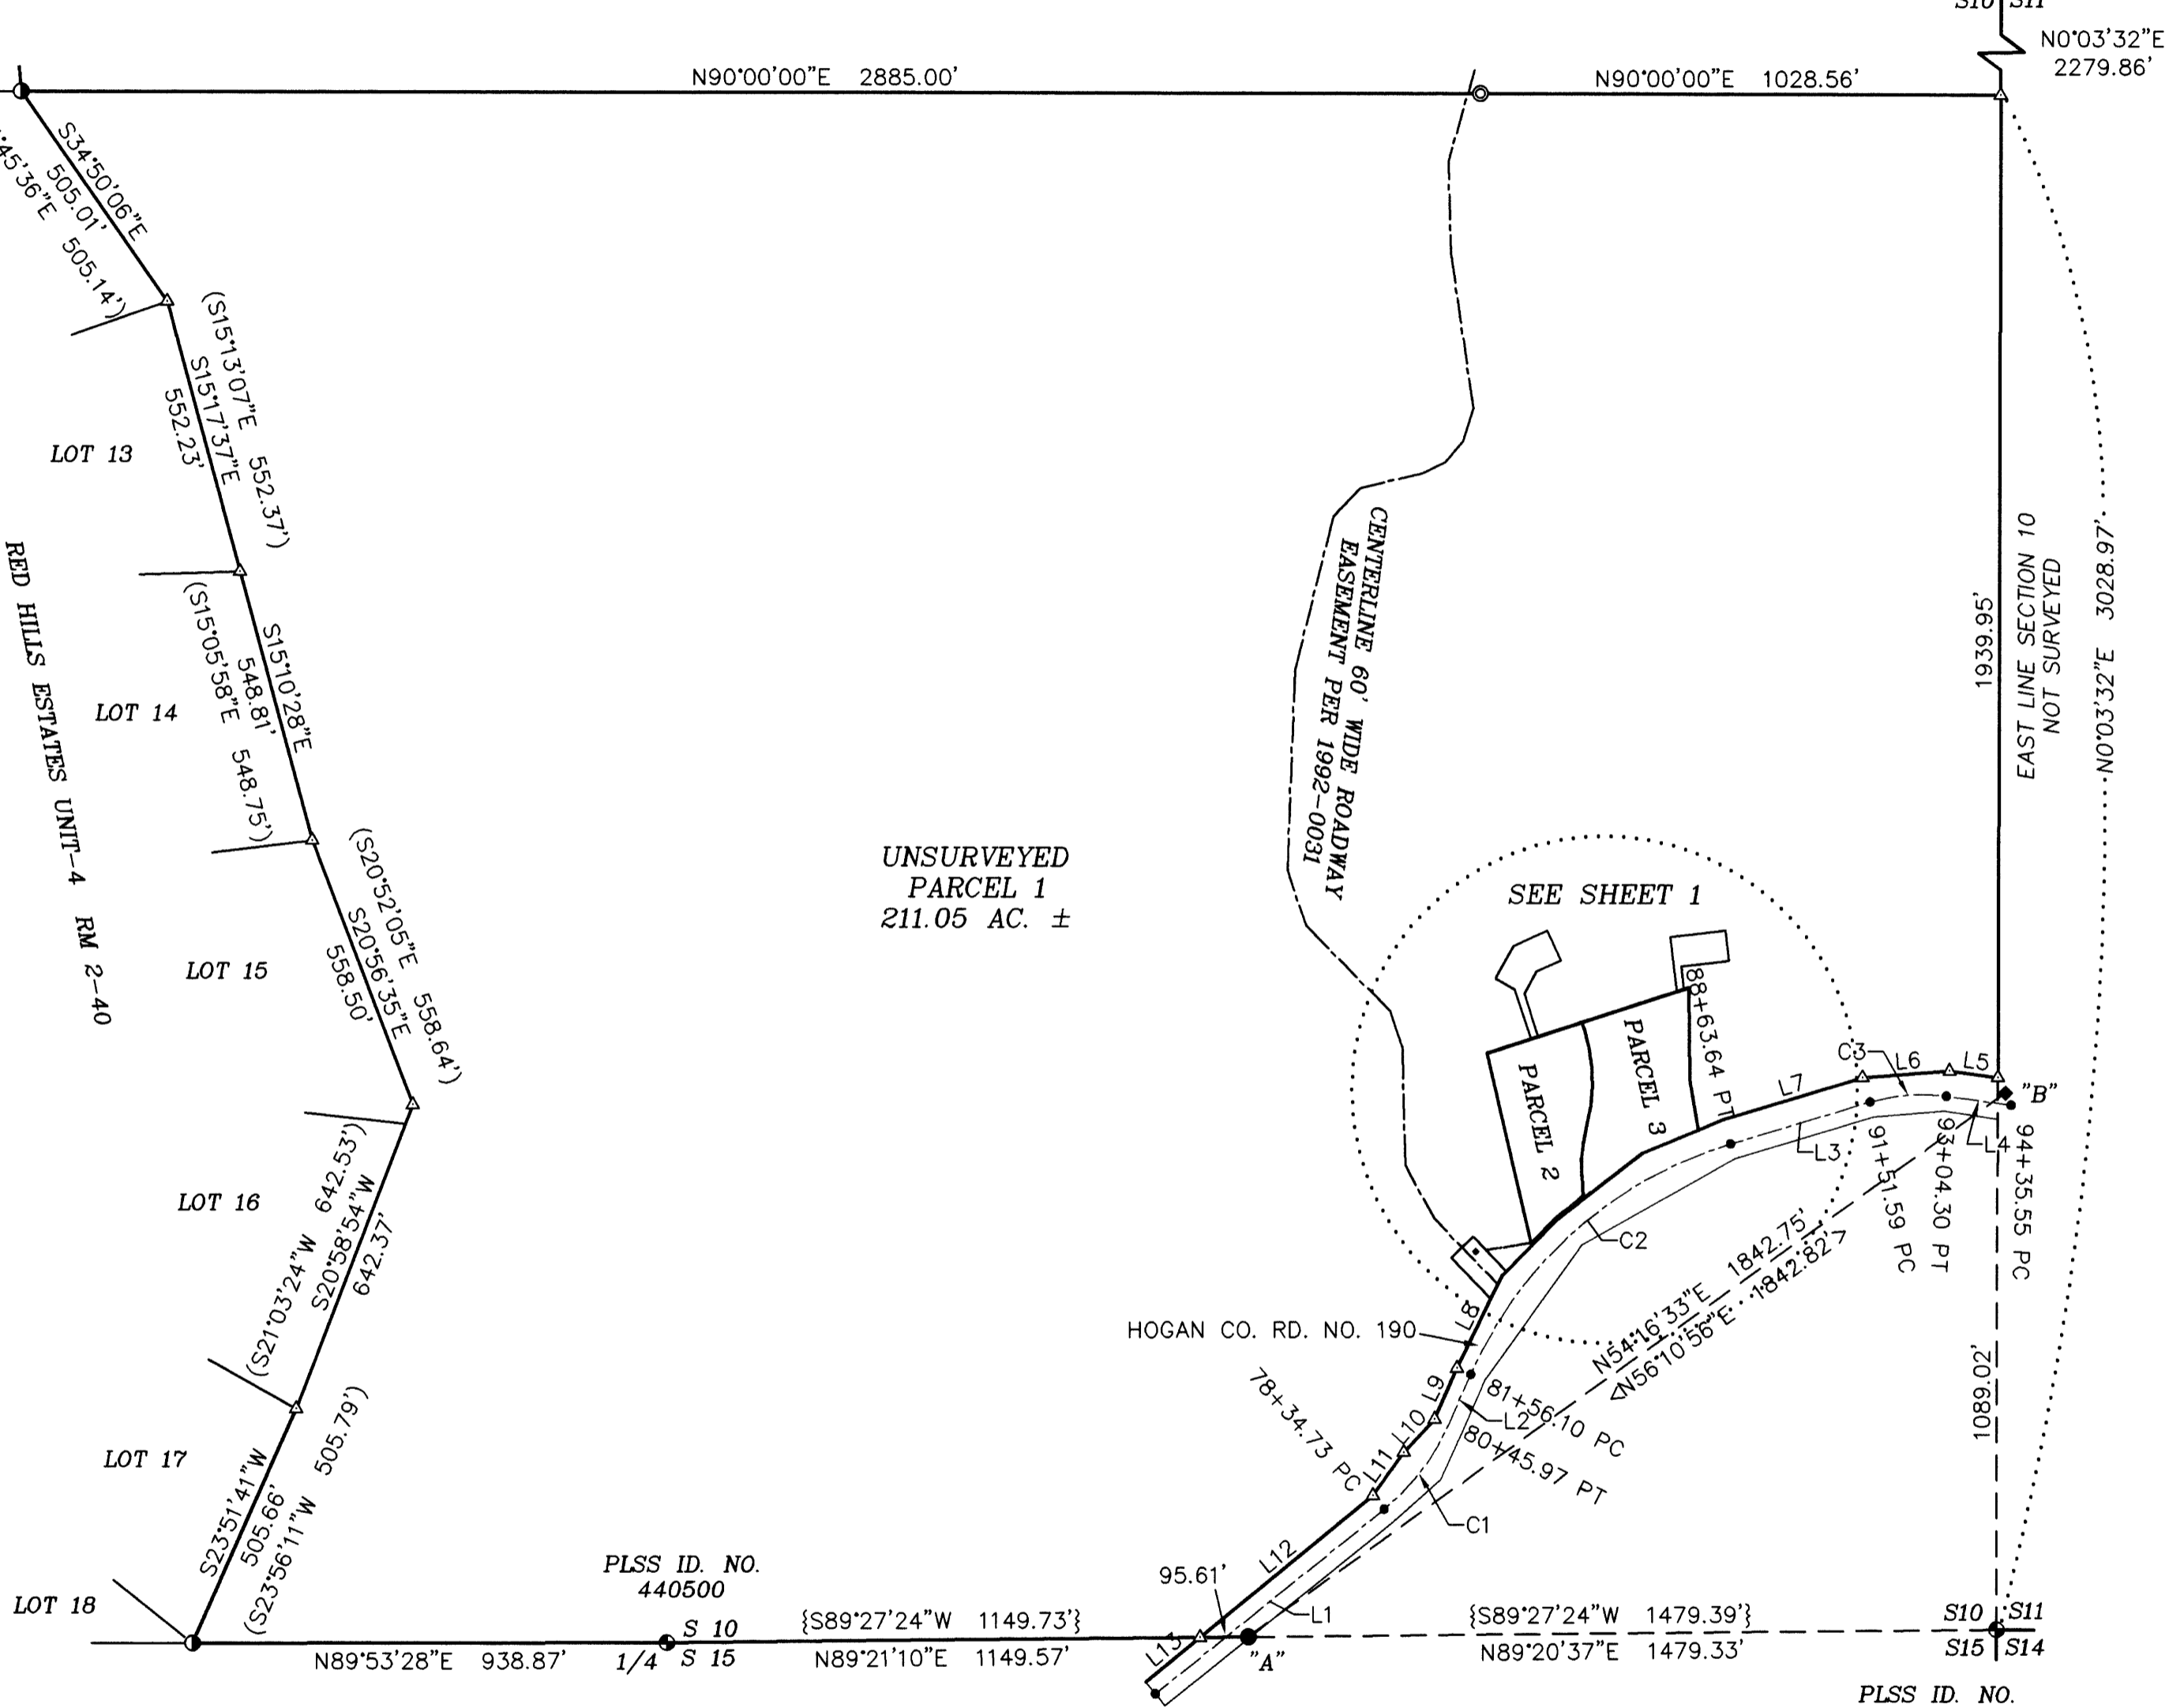 S10 S11
N0°03'32"E
2279.86'
N90°00'00"E 2885.00'
N90°00'00"E 1028.56'
S34°50'06"E
505.01'
°45'36"E 505.14')
(S15°13'07"E 552.37')
S15°17'37"E
552.23'
LOT 13
S15°10'28"E
548.81'
(S15°05'58"E 548.75')
LOT 14
RED HILLS ESTATES UNIT-4 RM 2-40
(S20°52'05"E 558.64')
S20°56'35"E
558.50'
LOT 15
LOT 16
(S21°03'24"W 642.53')
S20°58'54"W
642.37'
LOT 17
S23°51'41"W
505.66'
(S23°56'11"W 505.79')
LOT 18
UNSURVEYED
PARCEL 1
211.05 AC. ±
CENTERLINE 60' WIDE ROADWAY
EASEMENT PER 1992-0031
SEE SHEET 1
PARCEL 2
PARCEL 3
88+63.64 PT
1939.95'
EAST LINE SECTION 10
NOT SURVEYED
N0°03'32"E 3028.97'
C3
L6
L5
L7
"B"
L4
L3
91+51.59 PC
93+04.30 PT
94+35.55 PC
C2
N54°16'33"E 1842.75'
<N56°10'56"E 1842.82'>
1089.02'
HOGAN CO. RD. NO. 190
L8
L9
L10
L11
78+34.73 PC
81+56.10 PC
L2
80+45.97 PT
C1
L12
95.61'
L1
L13
"A"
PLSS ID. NO.
440500
S 10
1/4 S 15
N89°53'28"E 938.87'
{S89°27'24"W 1149.73'}
N89°21'10"E 1149.57'
{S89°27'24"W 1479.39'}
N89°20'37"E 1479.33'
S10 S11
S15 S14
PLSS ID. NO.